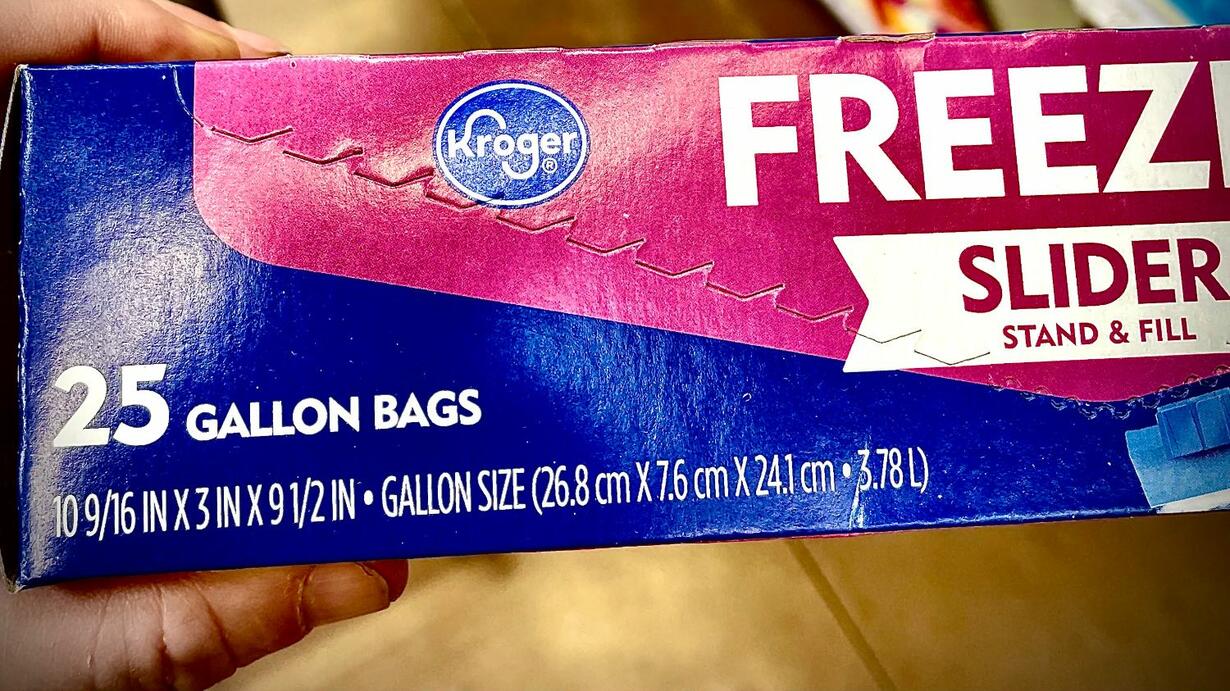 Kroger®
FREEZ
SLIDER
STAND & FILL
25 GALLON BAGS
10 9/16 IN X 3 IN X 9 1/2 IN • GALLON SIZE (26.8 cm X 7.6 cm X 24.1 cm • 3.78 L)